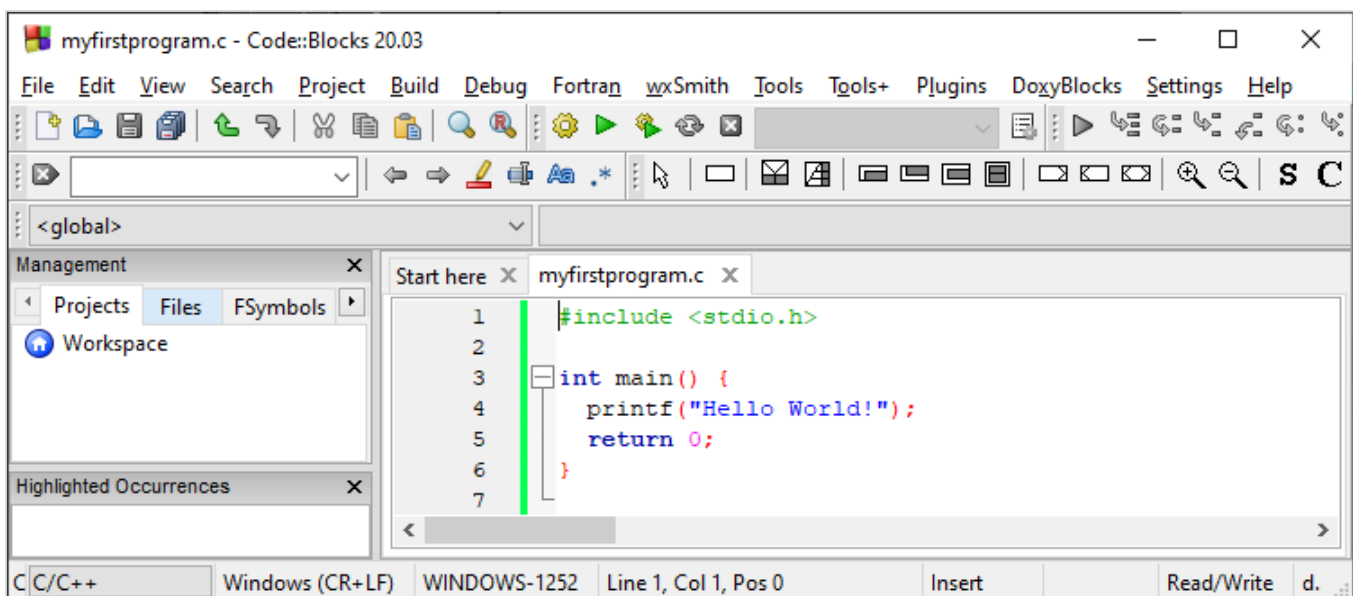 myfirstprogram.c - Code::Blocks 20.03
File Edit View Search Project Build Debug Fortran wxSmith Tools Tools+ Plugins DoxyBlocks Settings Help
Aa .* S C
<global>
Management
Projects Files FSymbols
Workspace
Highlighted Occurrences
Start here myfirstprogram.c
1 #include <stdio.h>
2
3 int main() {
4 printf("Hello World!");
5 return 0;
6 }
7
C C/C++ Windows (CR+LF) WINDOWS-1252 Line 1, Col 1, Pos 0 Insert Read/Write d.